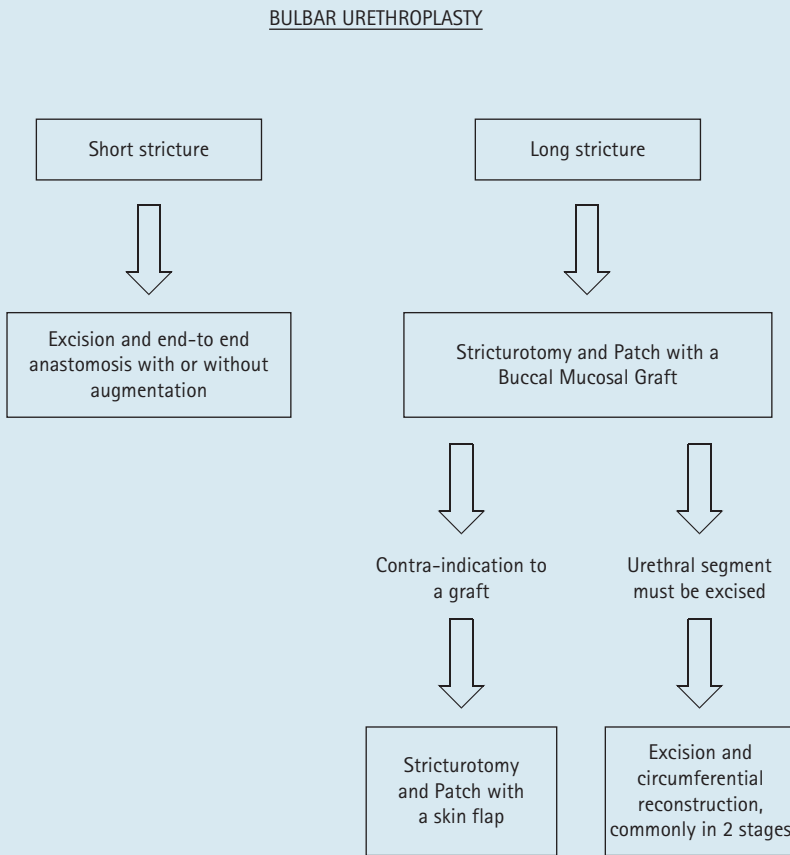 BULBAR URETHROPLASTY
Short stricture
Long stricture
Excision and end-to end
anastomosis with or without
augmentation
Stricturotomy and Patch with a
Buccal Mucosal Graft
Contra-indication to
a graft
Urethral segment
must be excised
Stricturotomy
and Patch with
a skin flap
Excision and
circumferential
reconstruction,
commonly in 2 stages